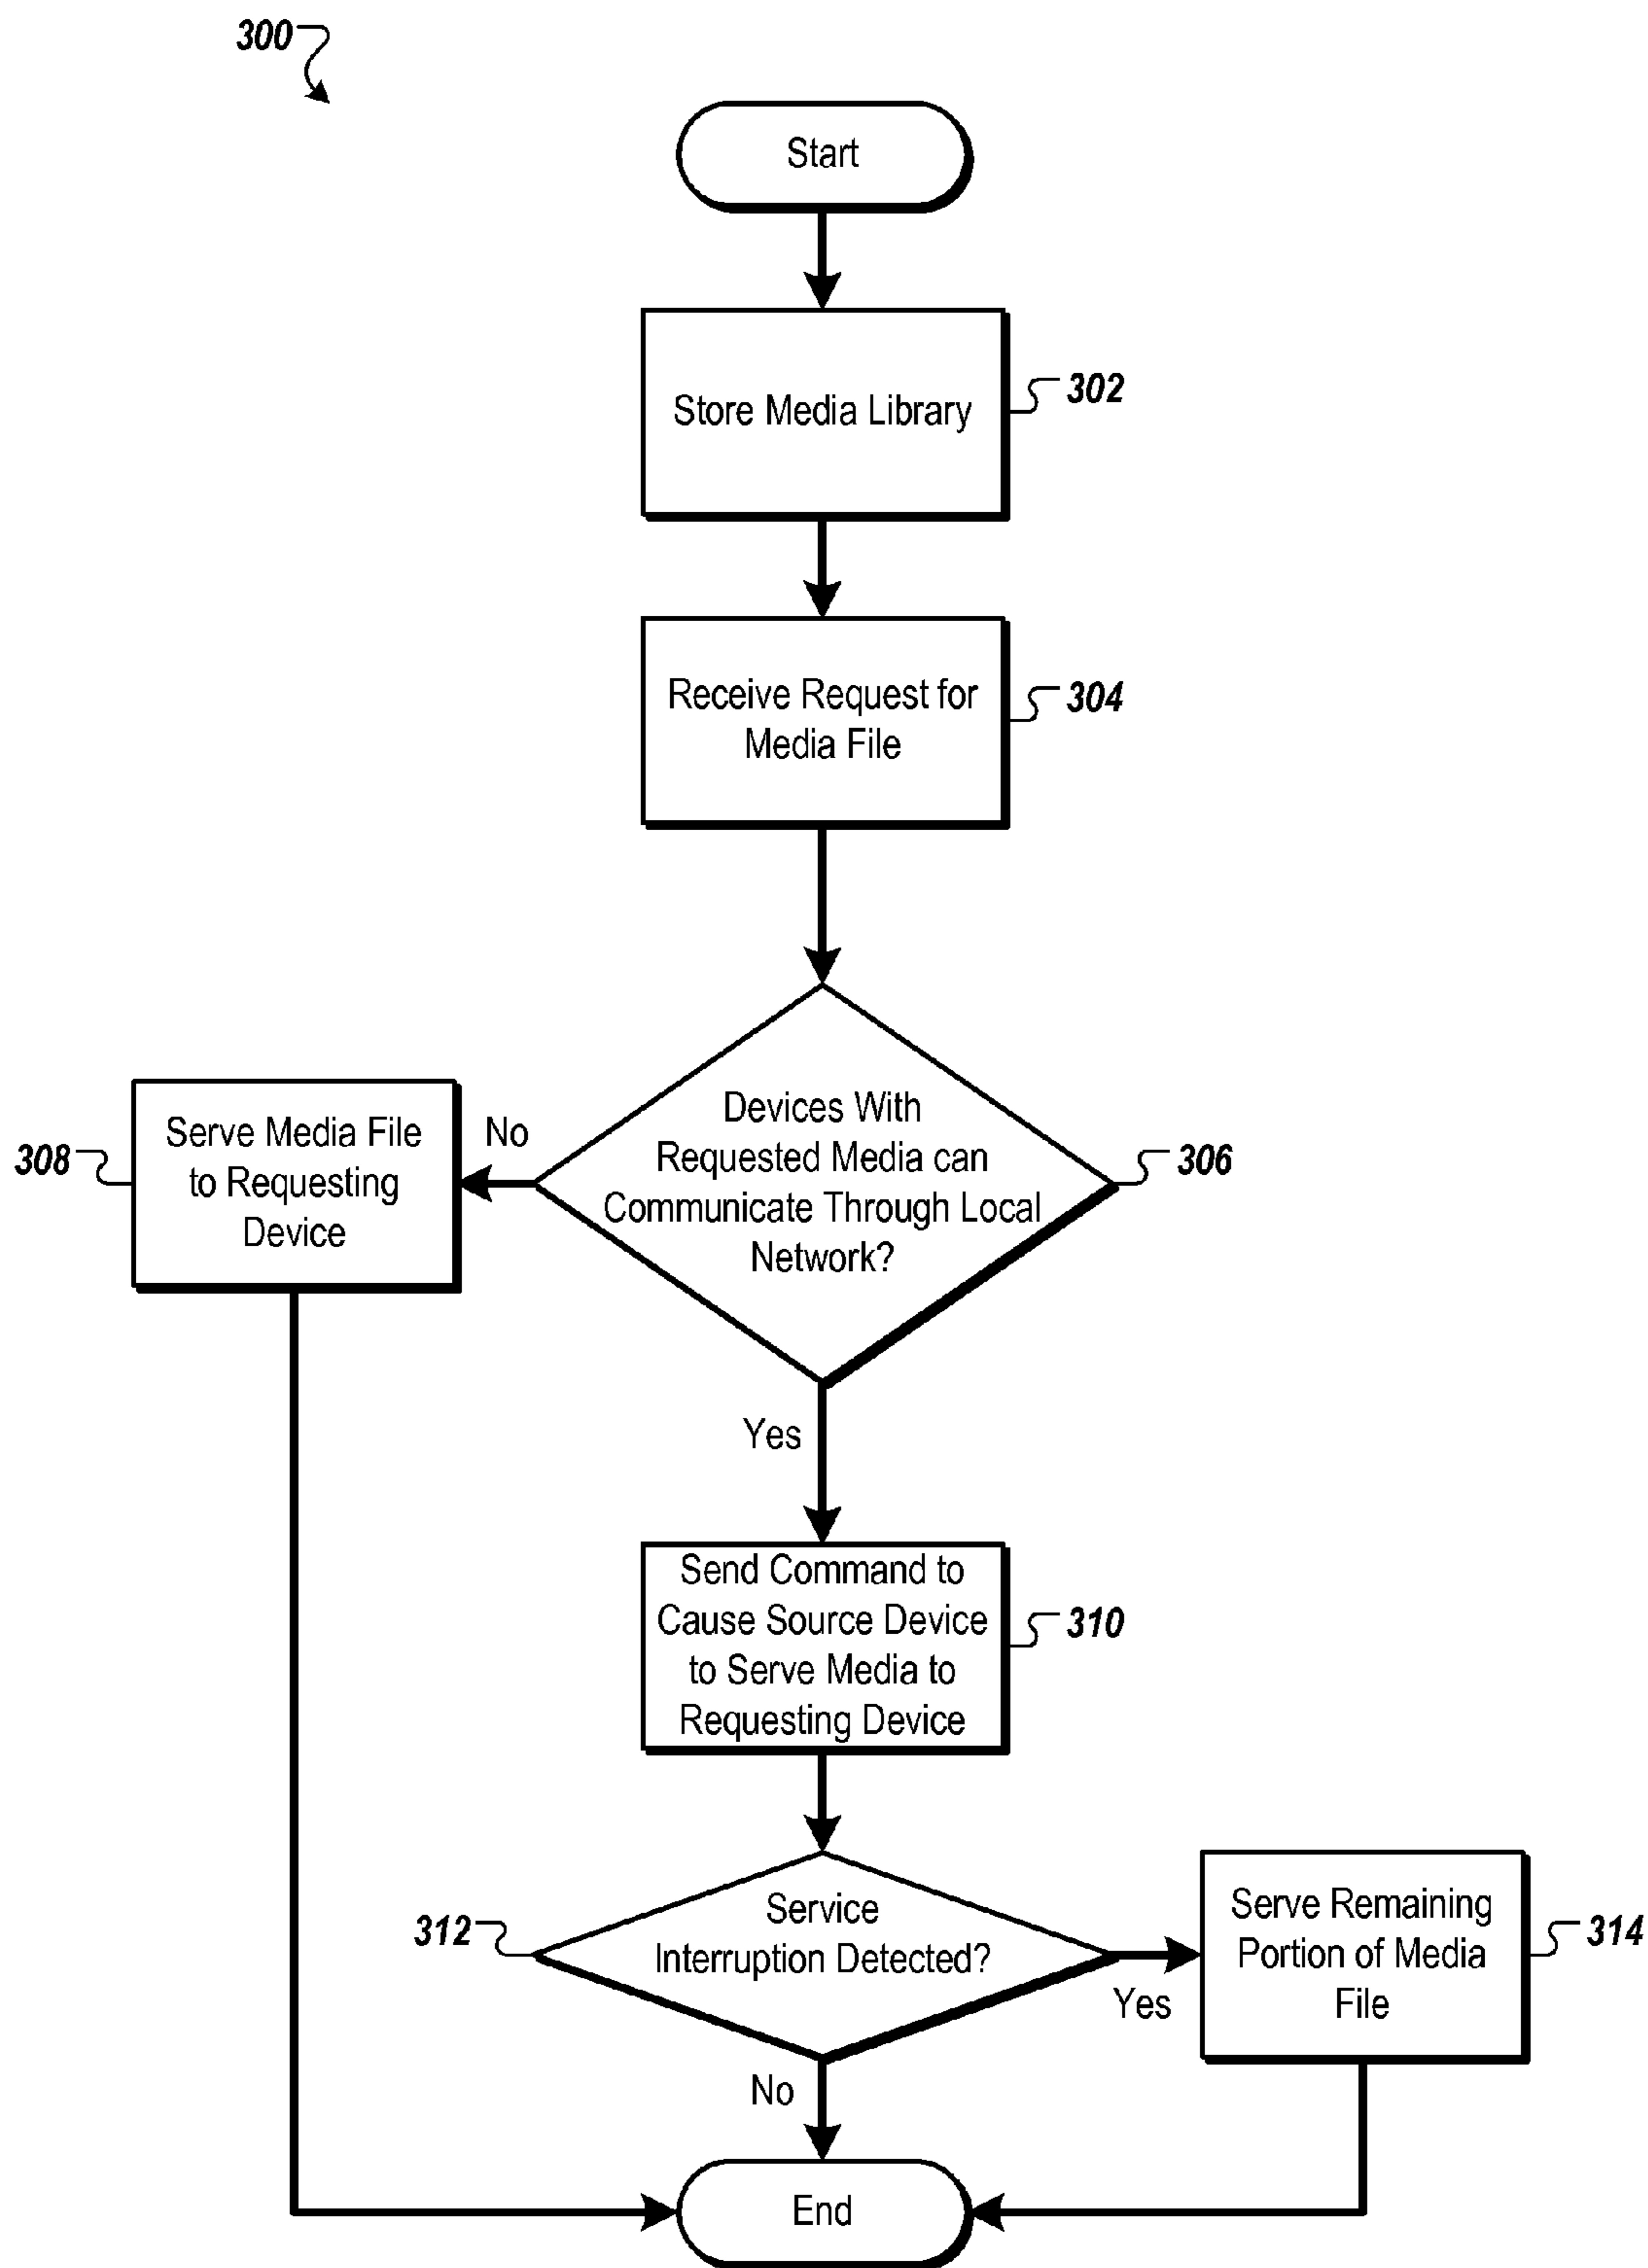 300
Start
Store Media Library
302
Receive Request for
Media File
304
Devices With
Requested Media can
Communicate Through Local
Network?
306
No
Serve Media File
to Requesting
Device
308
Yes
Send Command to
Cause Source Device
to Serve Media to
Requesting Device
310
Service
Interruption Detected?
312
Yes
Serve Remaining
Portion of Media
File
314
No
End